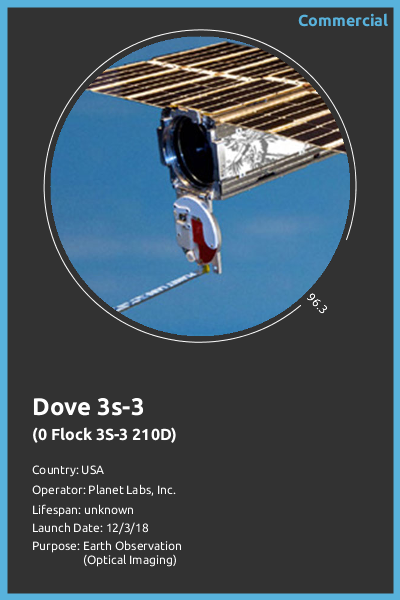 Commercial
96.3
Dove 3s-3
(0 Flock 3S-3 210D)
Country: USA
Operator: Planet Labs, Inc.
Lifespan: unknown
Launch Date: 12/3/18
Purpose: Earth Observation
(Optical Imaging)